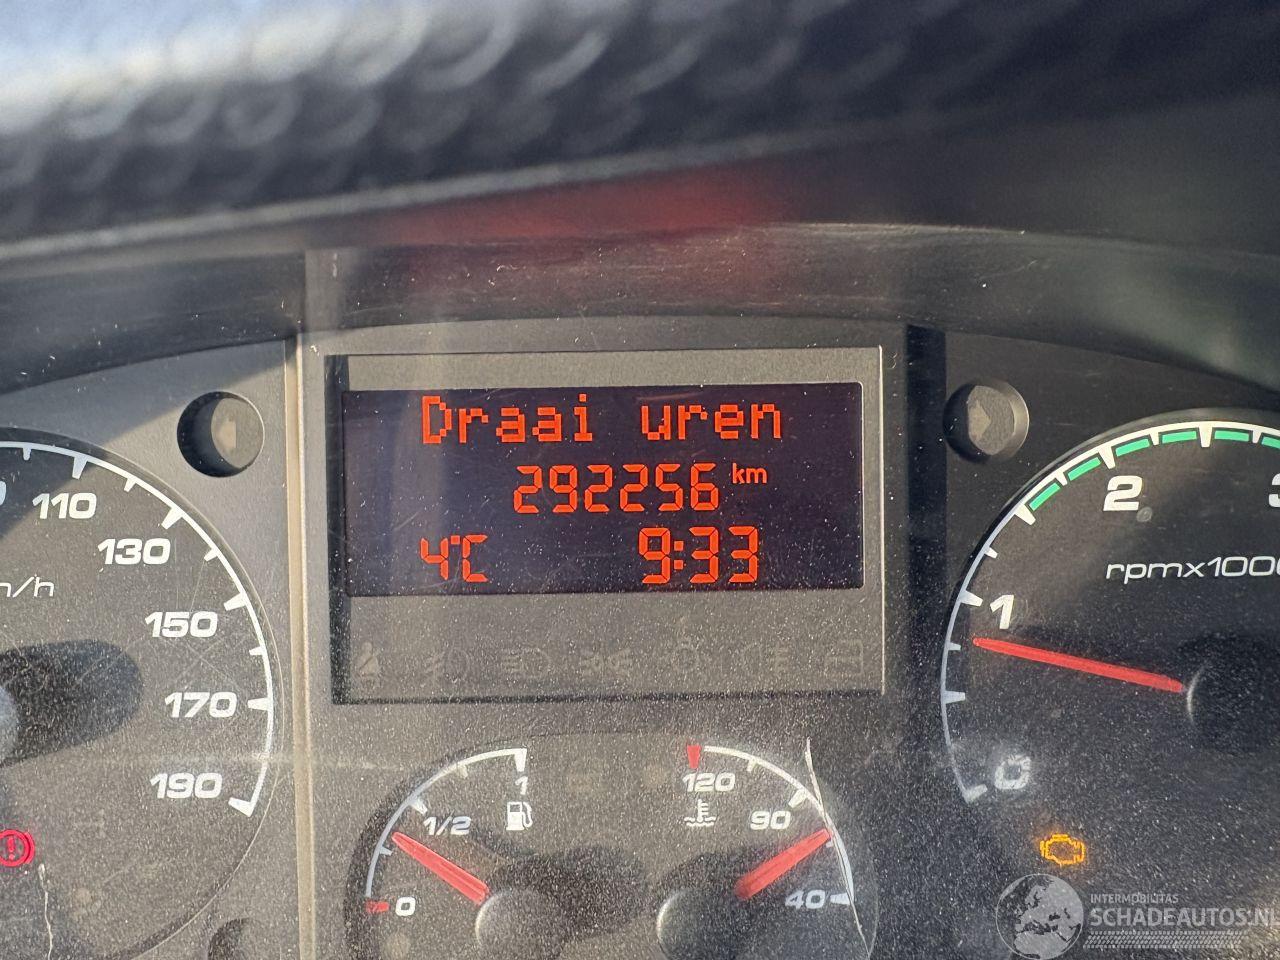 Draai uren
292256 km
4°C 9:33
110
130
150
170
190
1
1/2
0
120
90
40
2
rpmx1000
1
0
INTERMOBILITAS
SCHADEAUTOS.NL